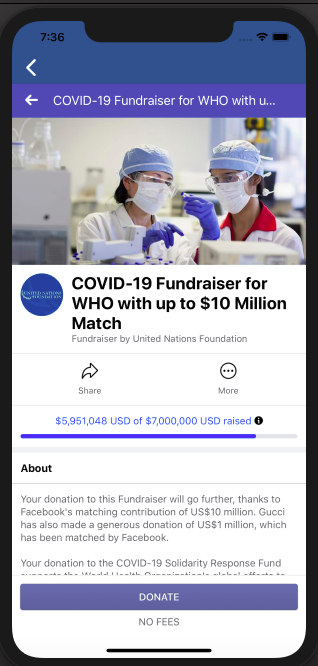 7:36
COVID-19 Fundraiser for WHO with u...
UNITED NATIONS
FOUNDATION
COVID-19 Fundraiser for
WHO with up to $10 Million
Match
Fundraiser by United Nations Foundation
Share
More
$5,951,048 USD of $7,000,000 USD raised
About
Your donation to this Fundraiser will go further, thanks to
Facebook's matching contribution of US$10 million. Gucci
has also made a generous donation of US$1 million, which
has been matched by Facebook.
Your donation to the COVID-19 Solidarity Response Fund
supports the World Health Organization's global efforts to
DONATE
NO FEES